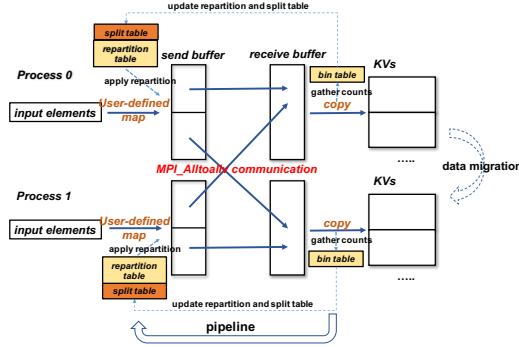 update repartition and split table
split table
repartition
table
send buffer
receive buffer
KVs
Process 0
apply repartition
bin table
gather counts
input elements
User-defined
map
copy
.....
MPI_Alltoallv communication
data migration
KVs
Process 1
input elements
User-defined
map
copy
apply repartition
gather counts
repartition
table
bin table
split table
.....
update repartition and split table
pipeline